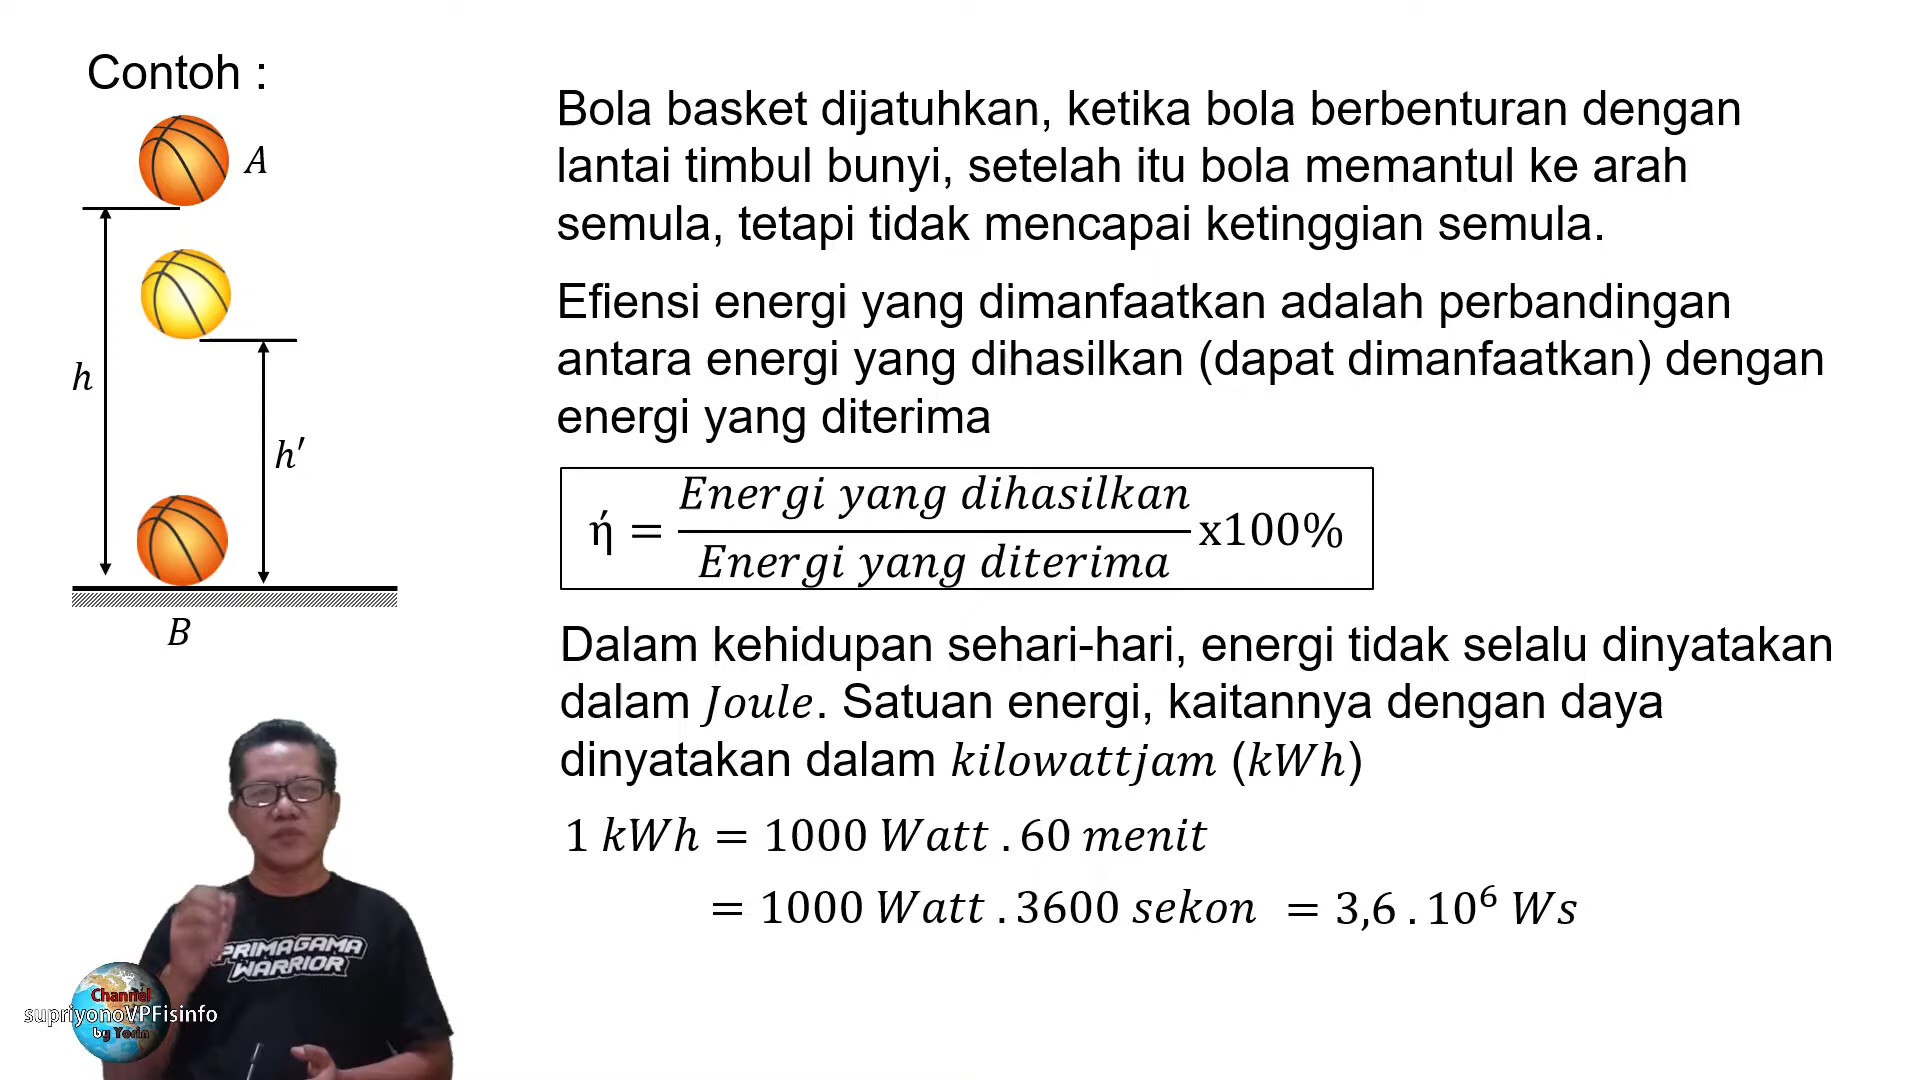 Contoh :
A
h
h′
B
Bola basket dijatuhkan, ketika bola berbenturan dengan
lantai timbul bunyi, setelah itu bola memantul ke arah
semula, tetapi tidak mencapai ketinggian semula.
Efiensi energi yang dimanfaatkan adalah perbandingan
antara energi yang dihasilkan (dapat dimanfaatkan) dengan
energi yang diterima
ή = Energi yang dihasilkan / Energi yang diterima x100%
Dalam kehidupan sehari-hari, energi tidak selalu dinyatakan
dalam Joule. Satuan energi, kaitannya dengan daya
dinyatakan dalam kilowattjam (kWh)
1 kWh = 1000 Watt . 60 menit
= 1000 Watt . 3600 sekon = 3,6 . 10⁶ Ws
PRIMAGAMA
WARRIOR
Channel
supriyonoVPFisinfo
by Yorin